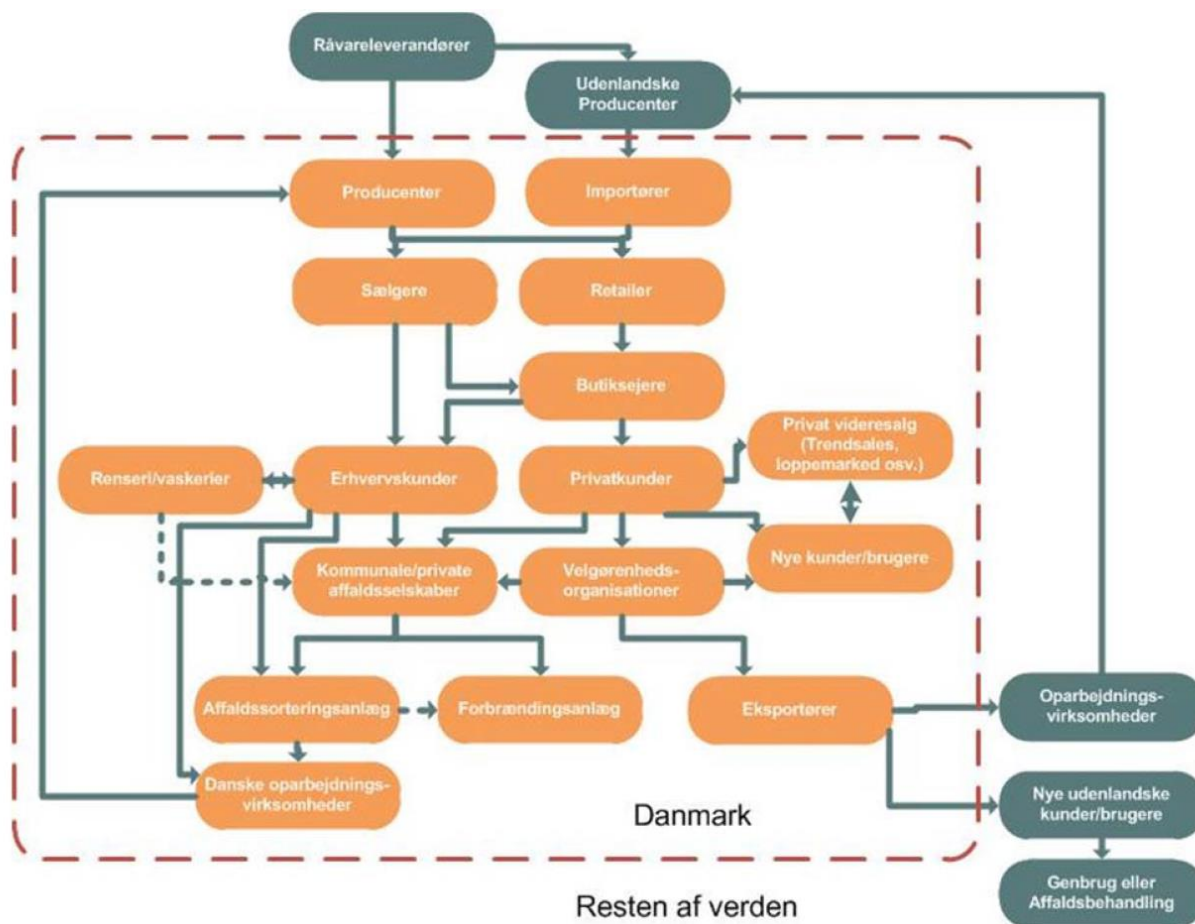 Råvareleverandører
Udenlandske
Producenter
Producenter
Importører
Sælgere
Retailer
Butiksejere
Privat videresalg
(Trendsales,
loppemarked osv.)
Renseri/vaskerier
Erhvervskunder
Privatkunder
Nye kunder/brugere
Kommunale/private
affaldsselskaber
Velgørenheds-
organisationer
Affaldssorteringsanlæg
Forbrændingsanlæg
Eksportører
Oparbejdnings-
virksomheder
Danske oparbejdnings-
virksomheder
Nye udenlandske
kunder/brugere
Danmark
Genbrug eller
Affaldsbehandling
Resten af verden